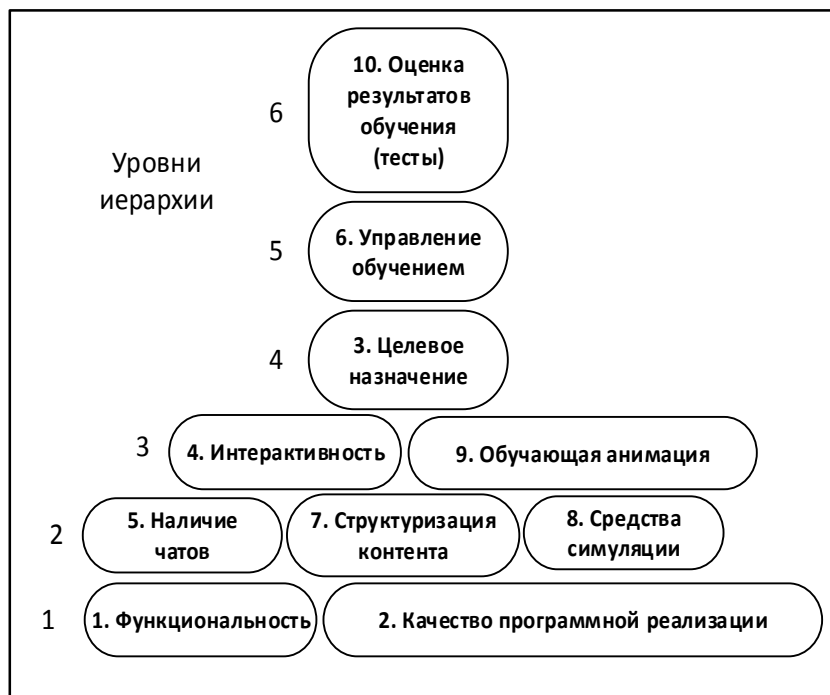 10. Оценка
результатов
обучения
(тесты)
6
Уровни
иерархии
6. Управление
обучением
5
3. Целевое
назначение
4
3
4. Интерактивность
9. Обучающая анимация
2
5. Наличие
чатов
7. Структуризация
контента
8. Средства
симуляции
1
1. Функциональность
2. Качество программной реализации